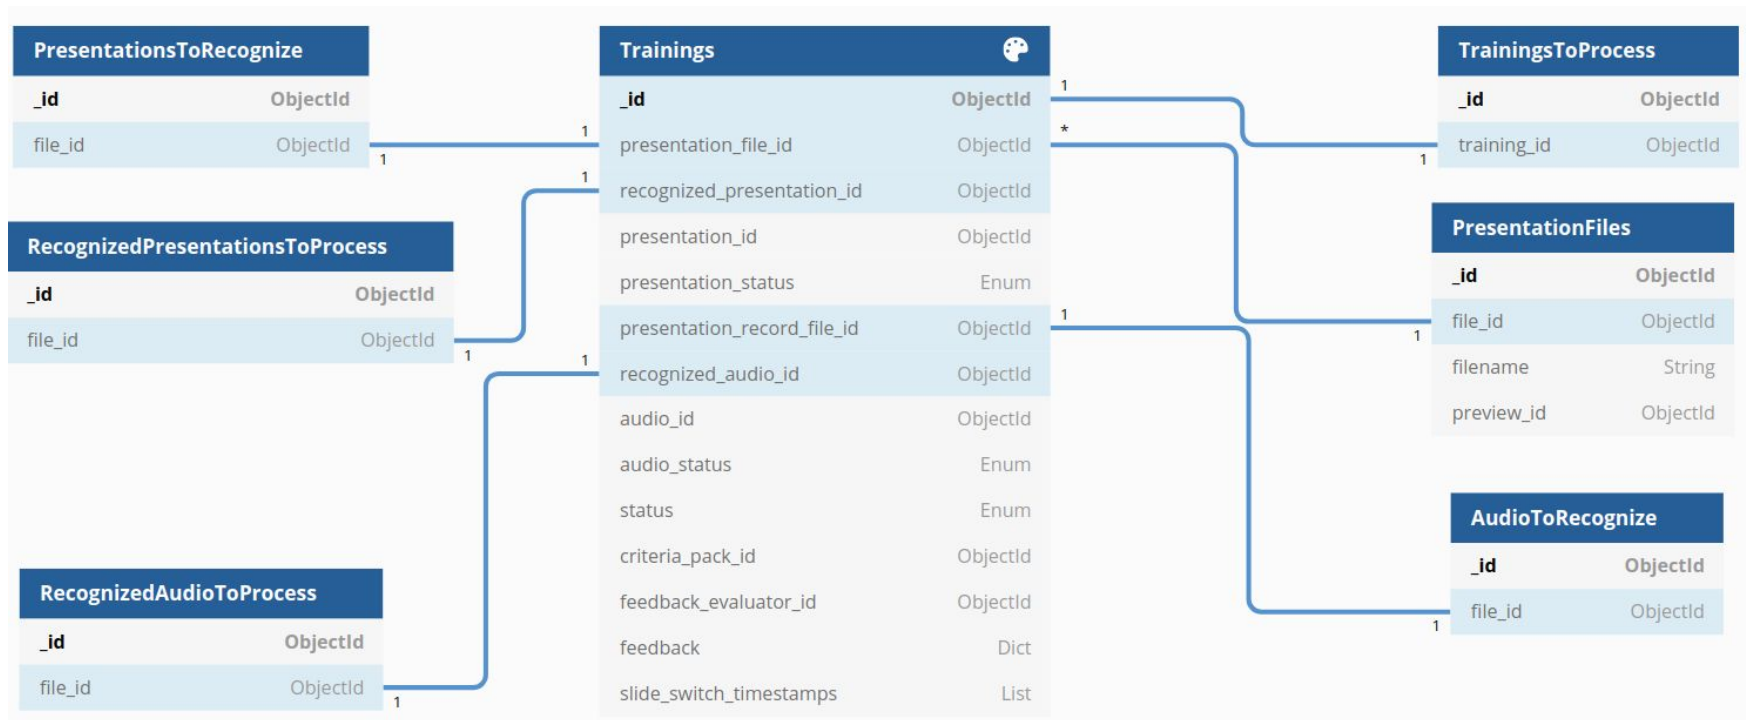 PresentationsToRecognize
_id ObjectId
file_id ObjectId
1
RecognizedPresentationsToProcess
_id ObjectId
file_id ObjectId
1
RecognizedAudioToProcess
_id ObjectId
file_id ObjectId
1
Trainings
_id ObjectId
1
1
presentation_file_id ObjectId
*
1
recognized_presentation_id ObjectId
presentation_id ObjectId
presentation_status Enum
presentation_record_file_id ObjectId
1
1
recognized_audio_id ObjectId
audio_id ObjectId
audio_status Enum
status Enum
criteria_pack_id ObjectId
feedback_evaluator_id ObjectId
feedback Dict
slide_switch_timestamps List
TrainingsToProcess
_id ObjectId
training_id ObjectId
1
PresentationFiles
_id ObjectId
file_id ObjectId
1
filename String
preview_id ObjectId
AudioToRecognize
_id ObjectId
file_id ObjectId
1